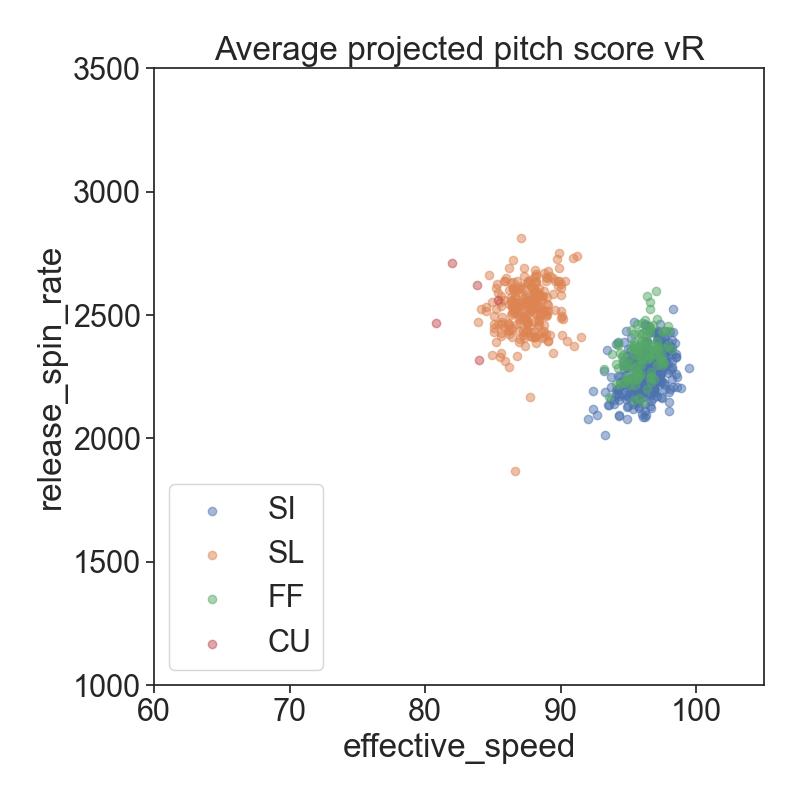 Average projected pitch score vR
3500
3000
2500
2000
1500
1000
release_spin_rate
SI
SL
FF
CU
60
70
80
90
100
effective_speed